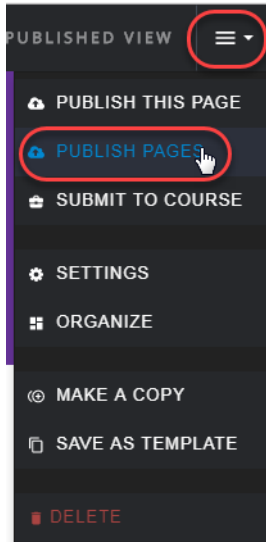 PUBLISHED VIEW
PUBLISH THIS PAGE
PUBLISH PAGES
SUBMIT TO COURSE
SETTINGS
ORGANIZE
MAKE A COPY
SAVE AS TEMPLATE
DELETE